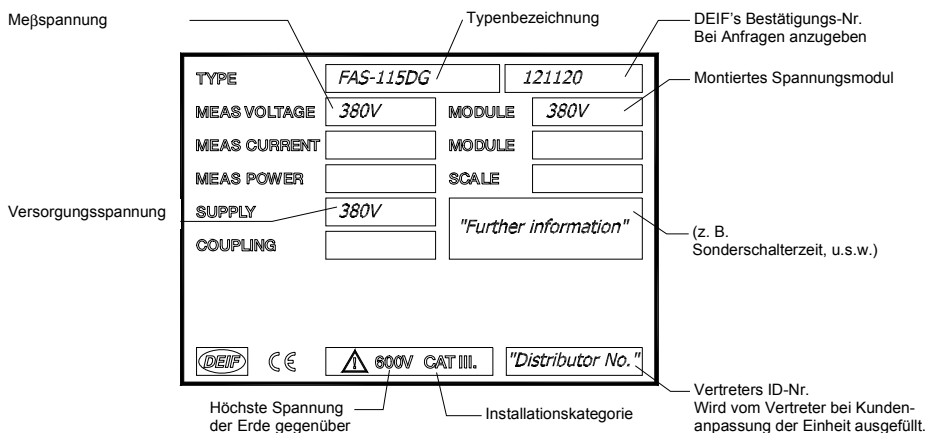 Meβspannung
Typenbezeichnung
DEIF's Bestätigungs-Nr.
Bei Anfragen anzugeben
TYPE FAS-115DG 121120
Montiertes Spannungsmodul
MEAS VOLTAGE 380V MODULE 380V
MEAS CURRENT MODULE
MEAS POWER SCALE
Versorgungsspannung
SUPPLY 380V
"Further information"
COUPLING
(z. B.
Sonderschalterzeit, u.s.w.)
DEIF CE 600V CAT III. "Distributor No."
Höchste Spannung
der Erde gegenüber
Installationskategorie
Vertreters ID-Nr.
Wird vom Vertreter bei Kunden-
anpassung der Einheit ausgefüllt.